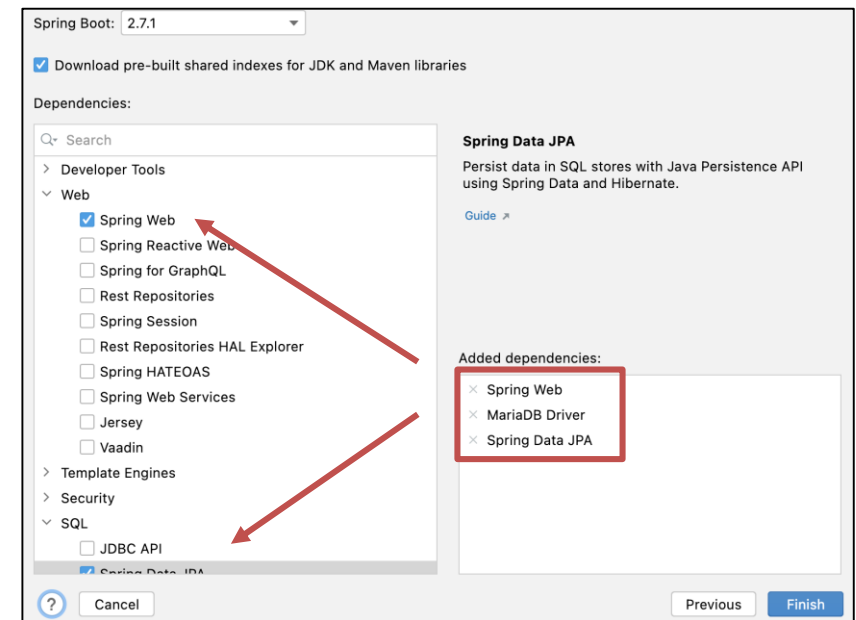 Spring Boot: 2.7.1
Download pre-built shared indexes for JDK and Maven libraries
Dependencies:
Search
Developer Tools
Web
Spring Web
Spring Reactive Web
Spring for GraphQL
Rest Repositories
Spring Session
Rest Repositories HAL Explorer
Spring HATEOAS
Spring Web Services
Jersey
Vaadin
Template Engines
Security
SQL
JDBC API
Spring Data JPA
Spring Data JPA
Persist data in SQL stores with Java Persistence API
using Spring Data and Hibernate.
Guide
Added dependencies:
Spring Web
MariaDB Driver
Spring Data JPA
?
Cancel
Previous
Finish